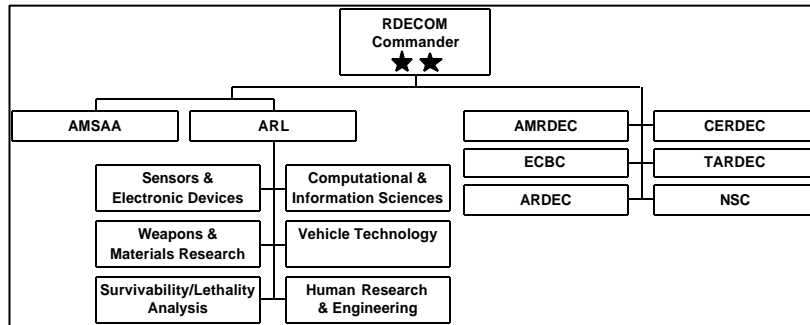 RDECOM
Commander
AMSAA
ARL
AMRDEC
CERDEC
ECBC
TARDEC
ARDEC
NSC
Sensors &
Electronic Devices
Computational &
Information Sciences
Weapons &
Materials Research
Vehicle Technology
Survivability/Lethality
Analysis
Human Research
& Engineering